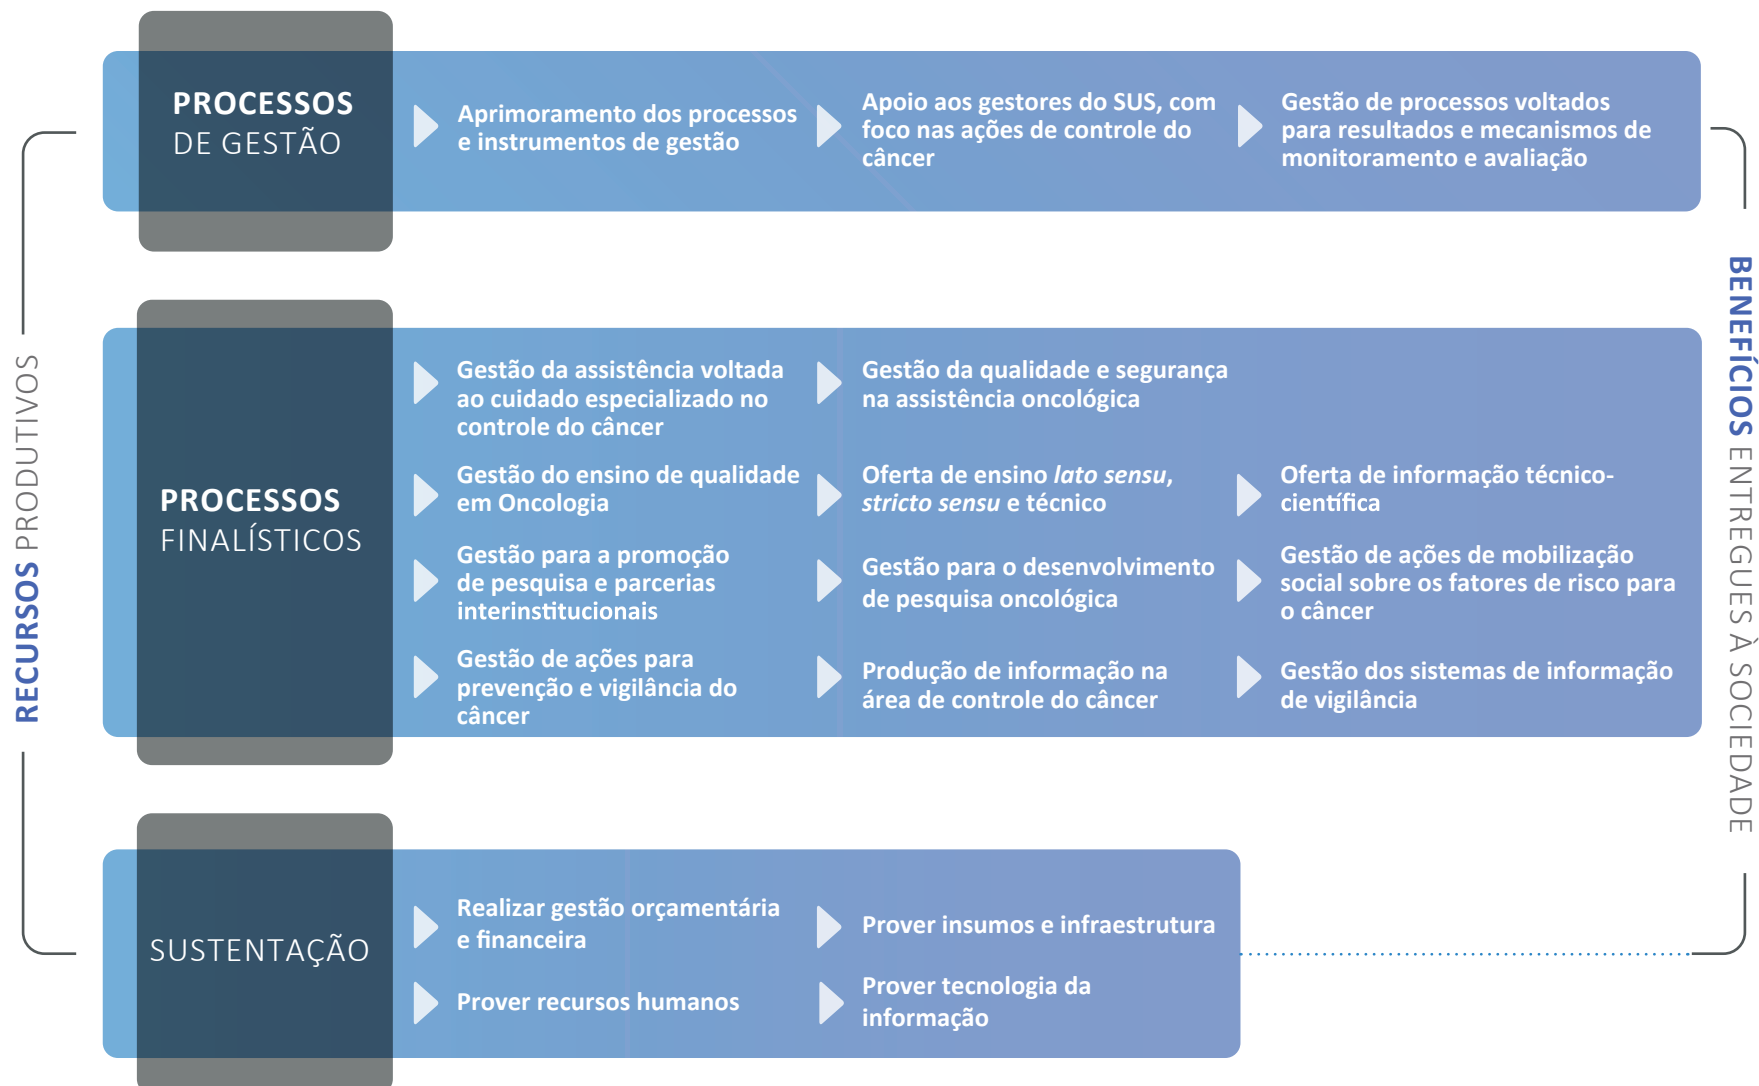 RECURSOS PRODUTIVOS
PROCESSOS
DE GESTÃO
Aprimoramento dos processos
e instrumentos de gestão
Apoio aos gestores do SUS, com
foco nas ações de controle do
câncer
Gestão de processos voltados
para resultados e mecanismos de
monitoramento e avaliação
PROCESSOS
FINALÍSTICOS
Gestão da assistência voltada
ao cuidado especializado no
controle do câncer
Gestão da qualidade e segurança
na assistência oncológica
Gestão do ensino de qualidade
em Oncologia
Oferta de ensino lato sensu,
stricto sensu e técnico
Oferta de informação técnico-
científica
Gestão para a promoção
de pesquisa e parcerias
interinstitucionais
Gestão para o desenvolvimento
de pesquisa oncológica
Gestão de ações de mobilização
social sobre os fatores de risco para
o câncer
Gestão de ações para
prevenção e vigilância do
câncer
Produção de informação na
área de controle do câncer
Gestão dos sistemas de informação
de vigilância
SUSTENTAÇÃO
Realizar gestão orçamentária
e financeira
Prover insumos e infraestrutura
Prover recursos humanos
Prover tecnologia da
informação
BENEFÍCIOS ENTREGUES À SOCIEDADE